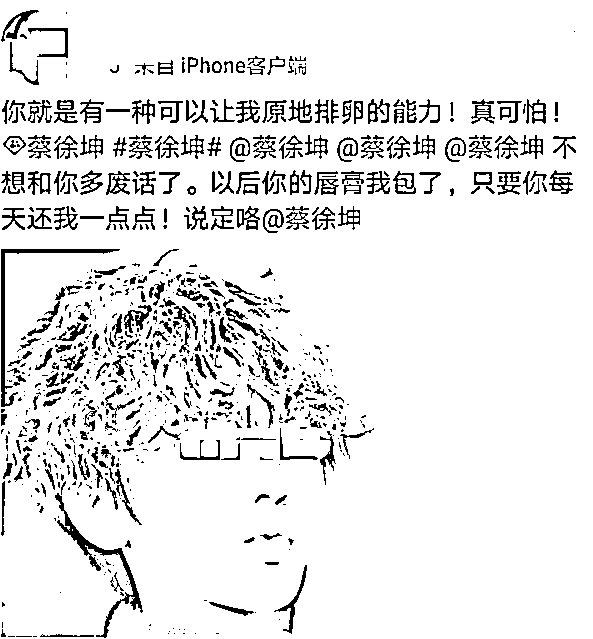 来自 iPhone客户端
你就是有一种可以让我原地排卵的能力！真可怕！
蔡徐坤 #蔡徐坤# @蔡徐坤 @蔡徐坤 @蔡徐坤 不
想和你多废话了。以后你的唇膏我包了，只要你每
天还我一点点！说定咯@蔡徐坤